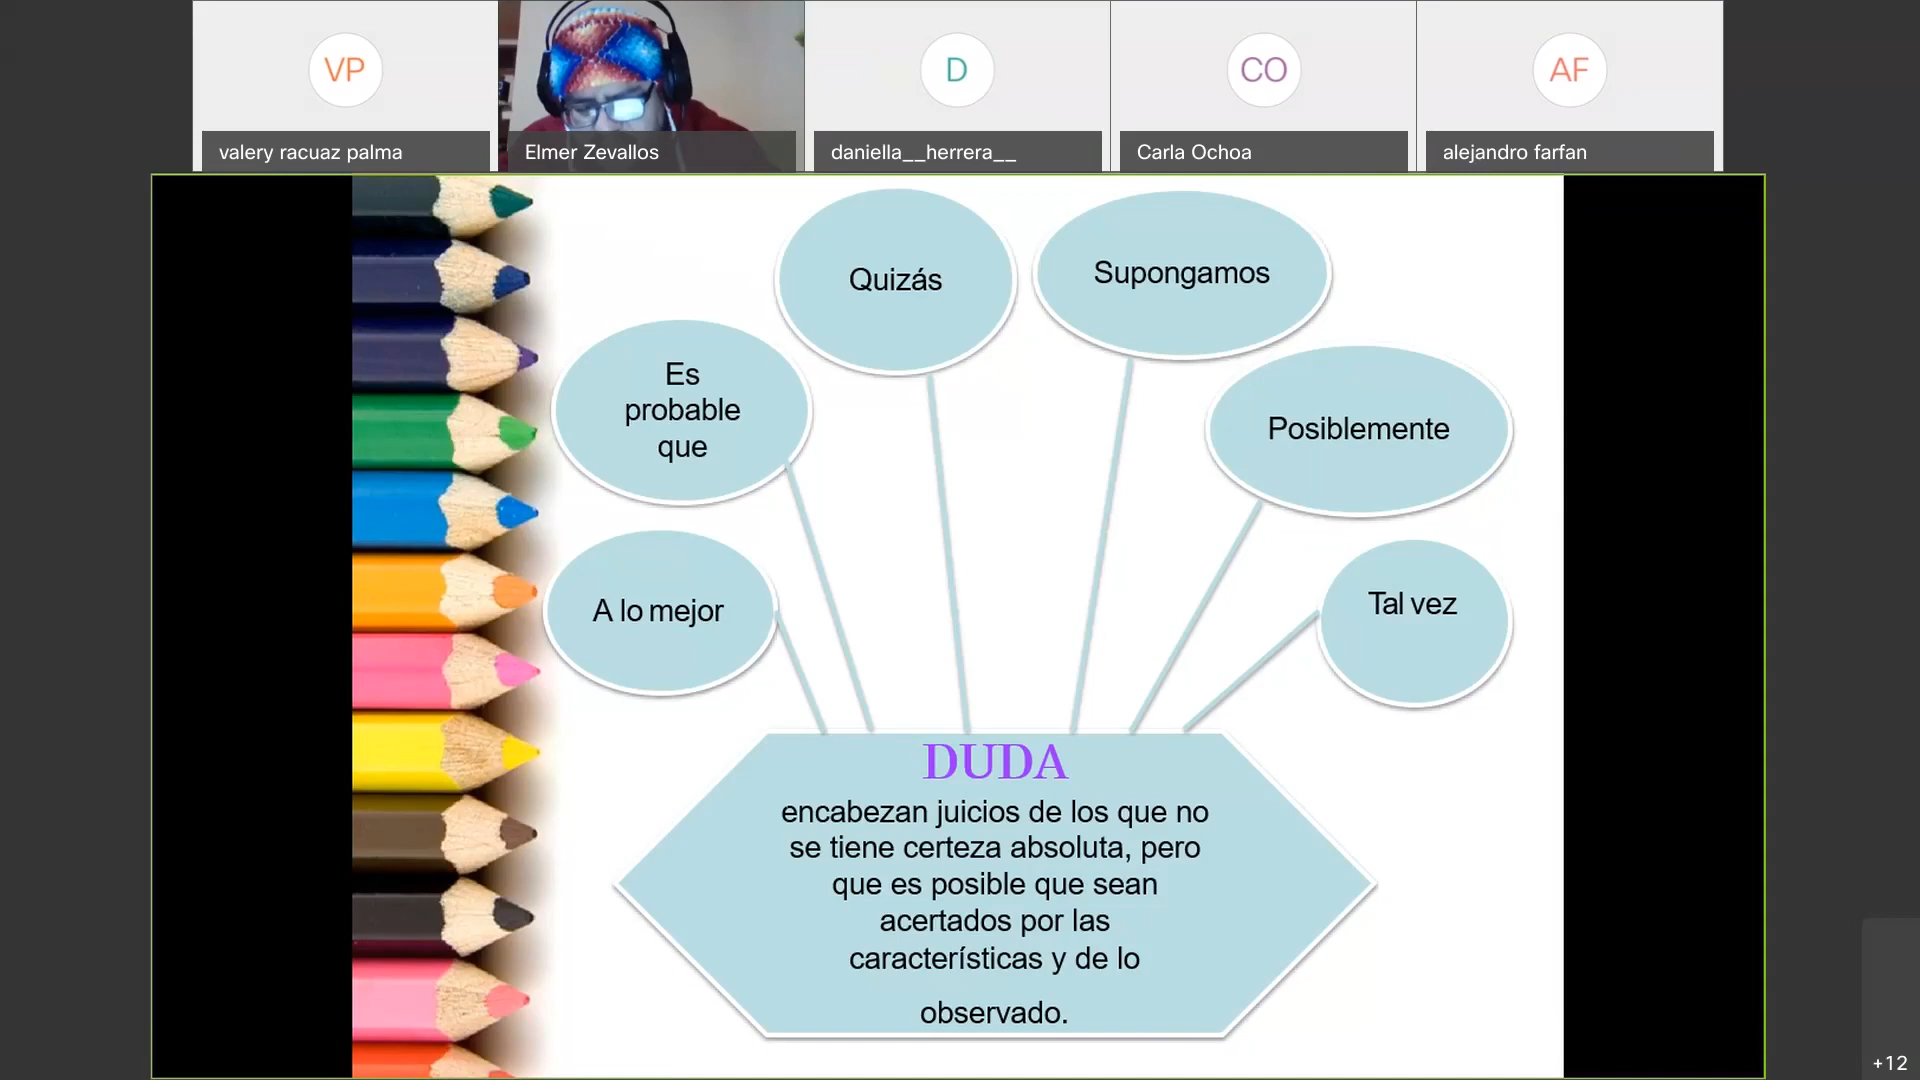 VP
valery racuaz palma
Elmer Zevallos
D
daniella__herrera__
CO
Carla Ochoa
AF
alejandro farfan
Quizás
Supongamos
Es
probable
que
Posiblemente
A lo mejor
Tal vez
DUDA
encabezan juicios de los que no
se tiene certeza absoluta, pero
que es posible que sean
acertados por las
características y de lo
observado.
+12